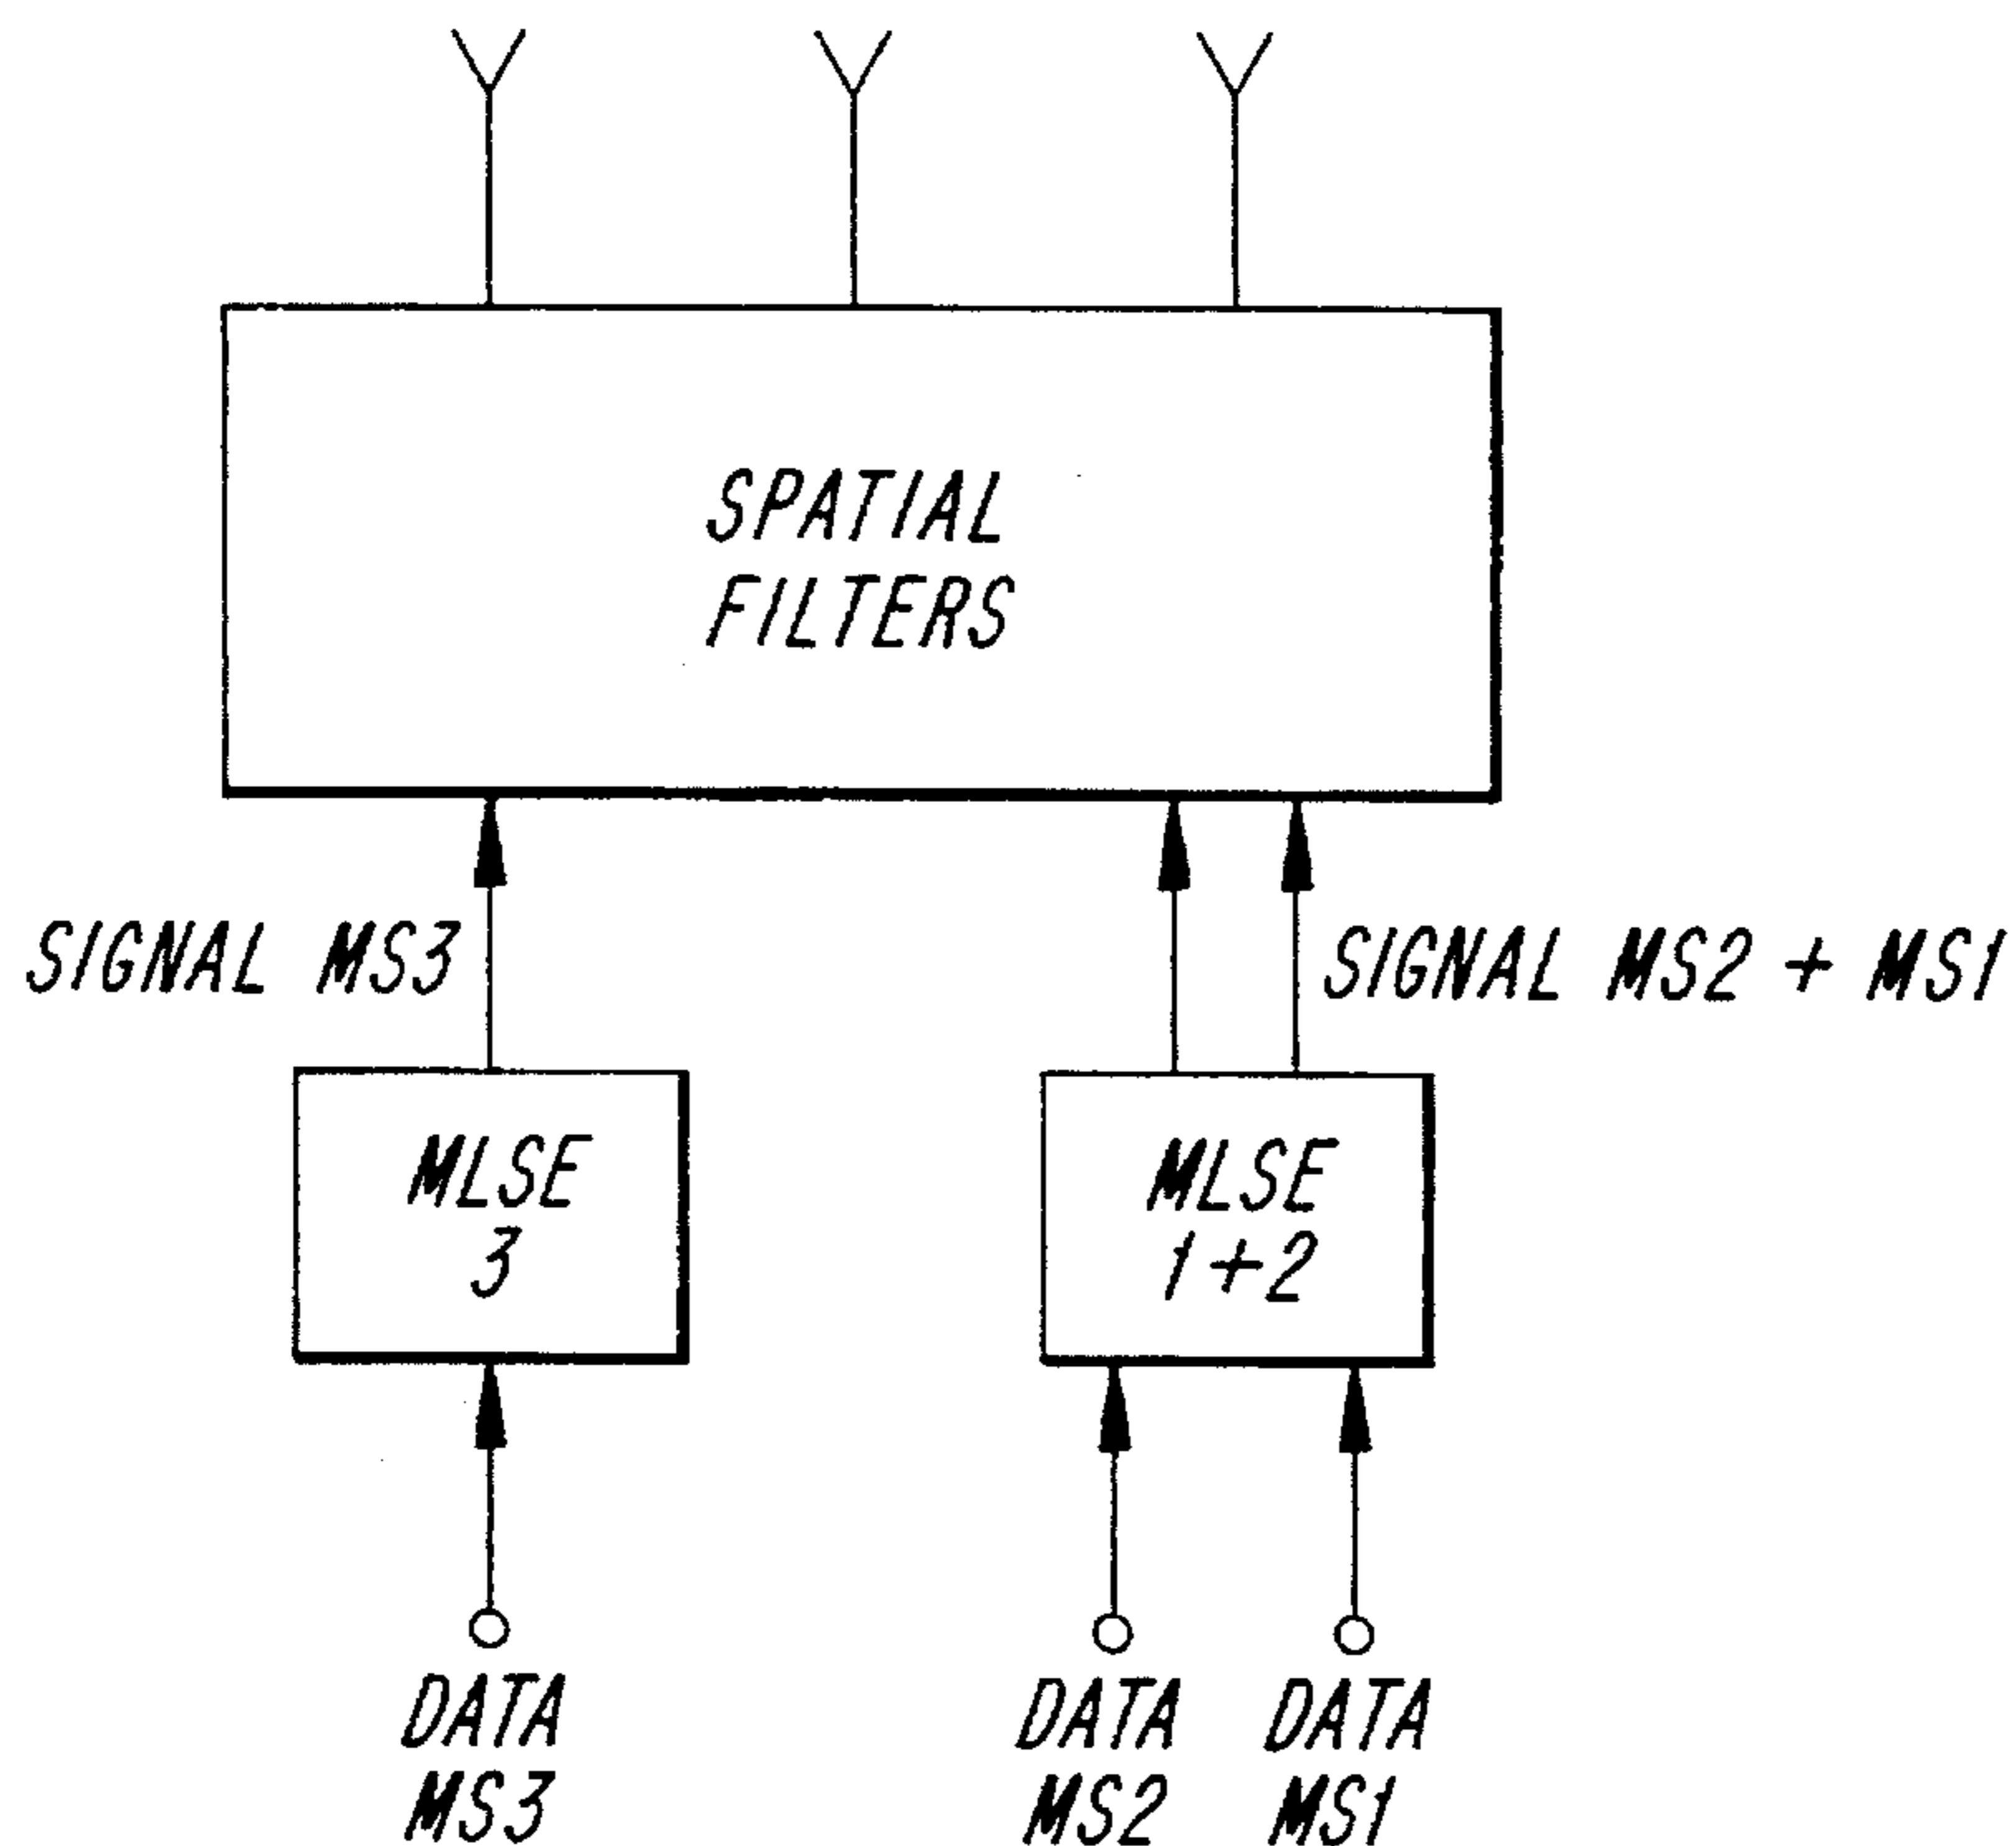 SPATIAL
FILTERS
SIGNAL MS3
SIGNAL MS2 + MS1
MLSE
3
MLSE
1+2
DATA
MS3
DATA
MS2
DATA
MS1